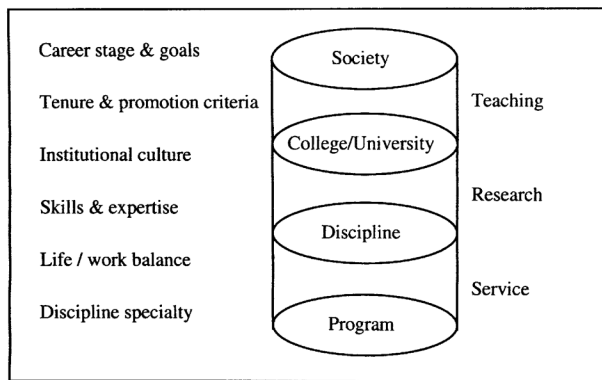 Career stage & goals
Tenure & promotion criteria
Institutional culture
Skills & expertise
Life / work balance
Discipline specialty
Society
College/University
Discipline
Program
Teaching
Research
Service